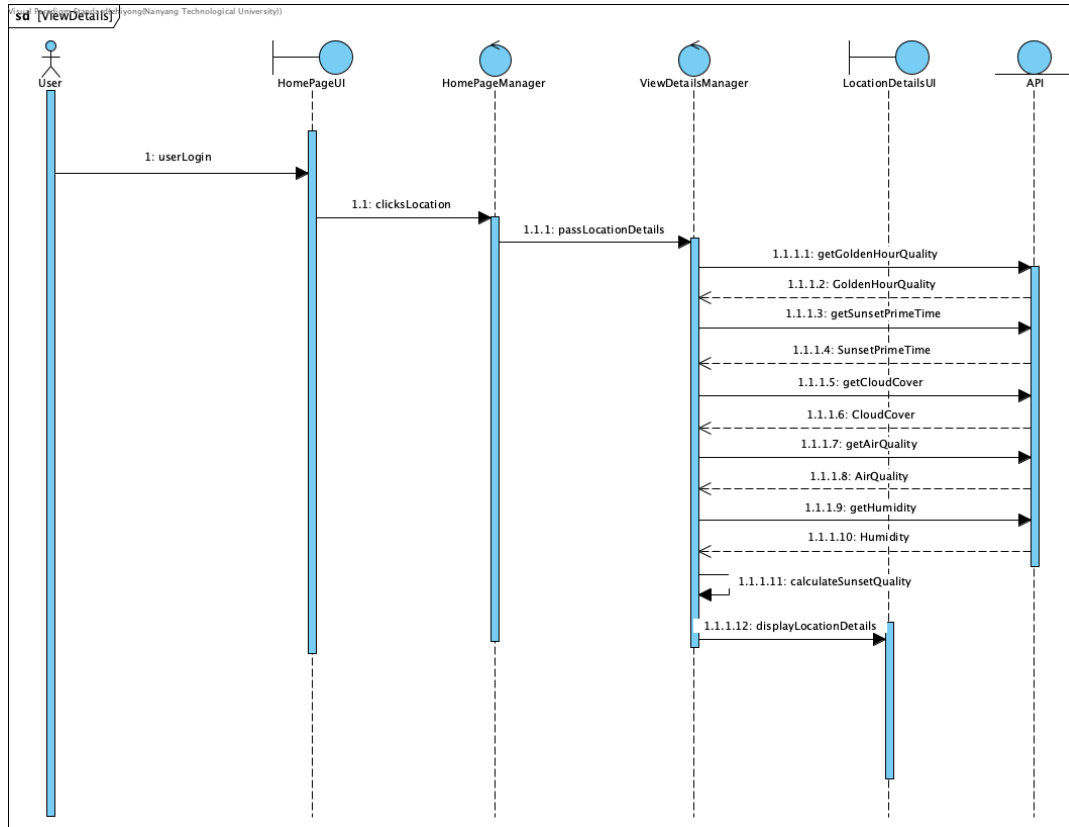 sd [ViewDetails]
User
HomePageUI
HomePageManager
ViewDetailsManager
LocationDetailsUI
API
1: userLogin
1.1: clicksLocation
1.1.1: passLocationDetails
1.1.1.1: getGoldenHourQuality
1.1.1.2: GoldenHourQuality
1.1.1.3: getSunsetPrimeTime
1.1.1.4: SunsetPrimeTime
1.1.1.5: getCloudCover
1.1.1.6: CloudCover
1.1.1.7: getAirQuality
1.1.1.8: AirQuality
1.1.1.9: getHumidity
1.1.1.10: Humidity
1.1.1.11: calculateSunsetQuality
1.1.1.12: displayLocationDetails
(Nanyang Technological University))